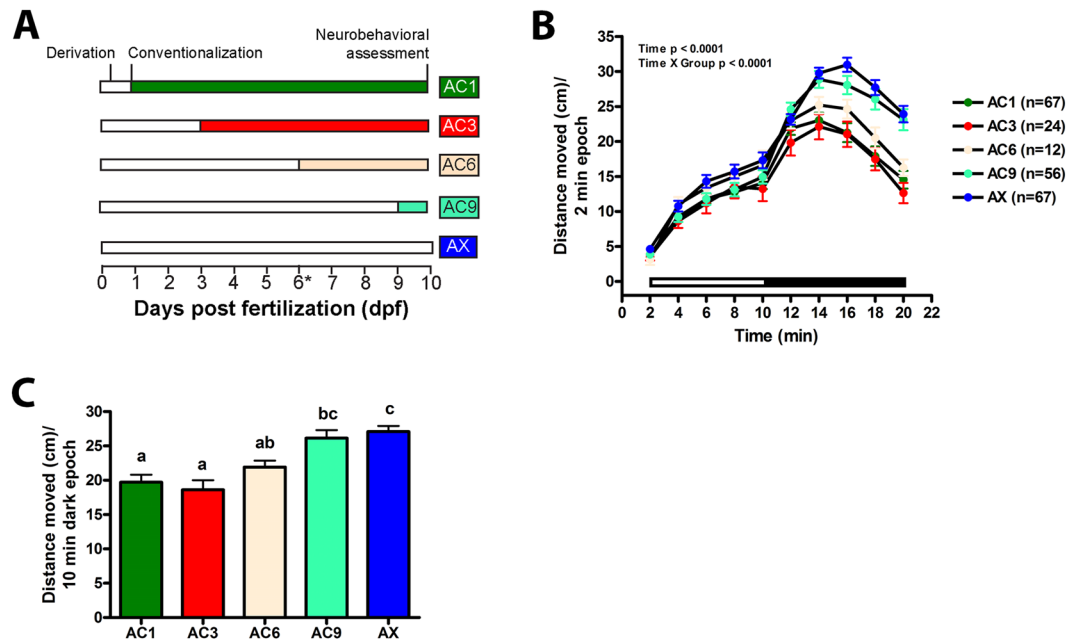 A
Neurobehavioral
Derivation Conventionalization assessment
AC1
AC3
AC6
AC9
AX
0 1 2 3 4 5 6* 7 8 9 10
Days post fertilization (dpf)
B
Time p < 0.0001
Time X Group p < 0.0001
Distance moved (cm)/
2 min epoch
35
30
25
20
15
10
5
0
0 2 4 6 8 10 12 14 16 18 20 22
Time (min)
AC1 (n=67)
AC3 (n=24)
AC6 (n=12)
AC9 (n=56)
AX (n=67)
C
Distance moved (cm)/
10 min dark epoch
30
25
20
15
10
5
0
a a ab bc c
AC1 AC3 AC6 AC9 AX